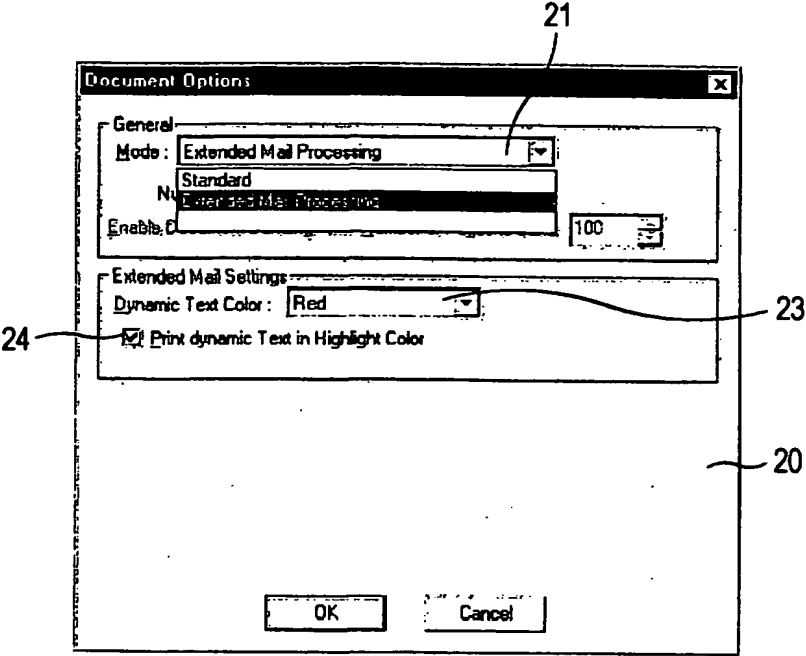 21
Document Options
General
Mode : Extended Mail Processing
Standard
Nu
Extended Mail Processing
Enable D 100
Extended Mail Settings
Dynamic Text Color : Red
23
24
Print dynamic Text in Highlight Color
20
OK Cancel